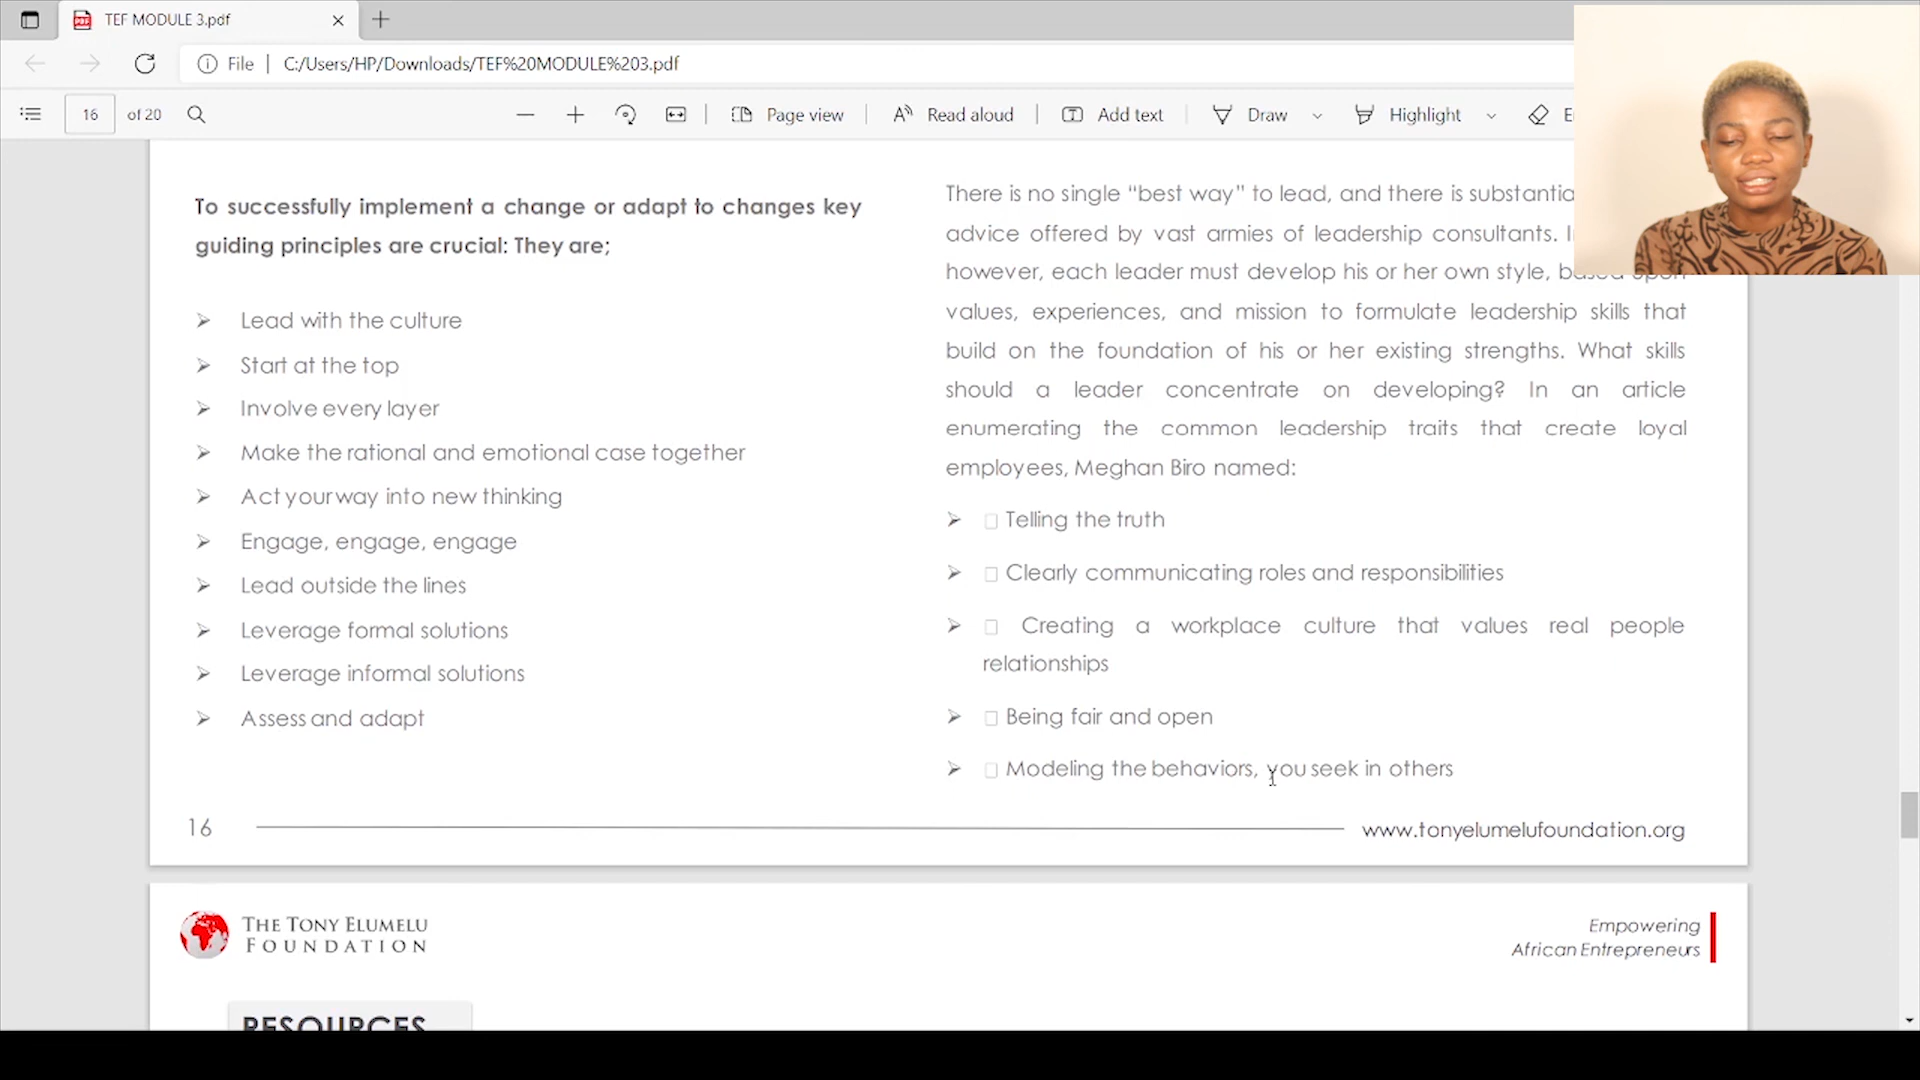 TEF MODULE 3.pdf
File
C:/Users/HP/Downloads/TEF%20MODULE%203.pdf
16 of 20
Page view
Read aloud
Add text
Draw
Highlight
To successfully implement a change or adapt to changes key
guiding principles are crucial: They are;
➢ Lead with the culture
➢ Start at the top
➢ Involve every layer
➢ Make the rational and emotional case together
➢ Act your way into new thinking
➢ Engage, engage, engage
➢ Lead outside the lines
➢ Leverage formal solutions
➢ Leverage informal solutions
➢ Assess and adapt
There is no single “best way” to lead, and there is
advice offered by vast armies of leadership consultants.
however, each leader must develop his or her own style, based upon
values, experiences, and mission to formulate leadership skills that
build on the foundation of his or her existing strengths. What skills
should a leader concentrate on developing? In an article
enumerating the common leadership traits that create loyal
employees, Meghan Biro named:
➢ Telling the truth
➢ Clearly communicating roles and responsibilities
➢ Creating a workplace culture that values real people
relationships
➢ Being fair and open
➢ Modeling the behaviors, you seek in others
16
www.tonyelumelufoundation.org
THE TONY ELUMELU
FOUNDATION
Empowering
African Entrepreneurs
RESOURCES